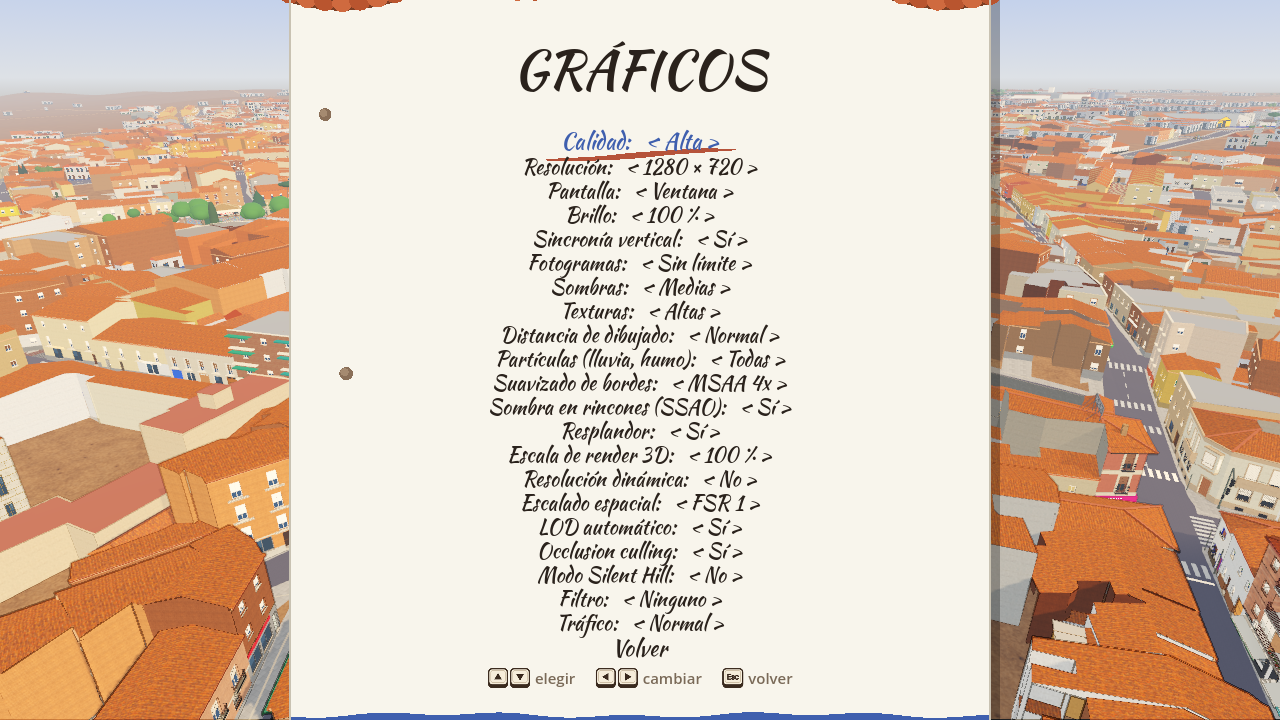 GRÁFICOS
Calidad: < Alta >
Resolución: < 1280 × 720 >
Pantalla: < Ventana >
Brillo: < 100 % >
Sincronía vertical: < Sí >
Fotogramas: < Sin límite >
Sombras: < Medias >
Texturas: < Altas >
Distancia de dibujado: < Normal >
Partículas (lluvia, humo): < Todas >
Suavizado de bordes: < MSAA 4x >
Sombra en rincones (SSAO): < Sí >
Resplandor: < Sí >
Escala de render 3D: < 100 % >
Resolución dinámica: < No >
Escalado espacial: < FSR 1 >
LOD automático: < Sí >
Occlusion culling: < Sí >
Modo Silent Hill: < No >
Filtro: < Ninguno >
Tráfico: < Normal >
Volver
▲ ▼ elegir ◀ ▶ cambiar Esc volver